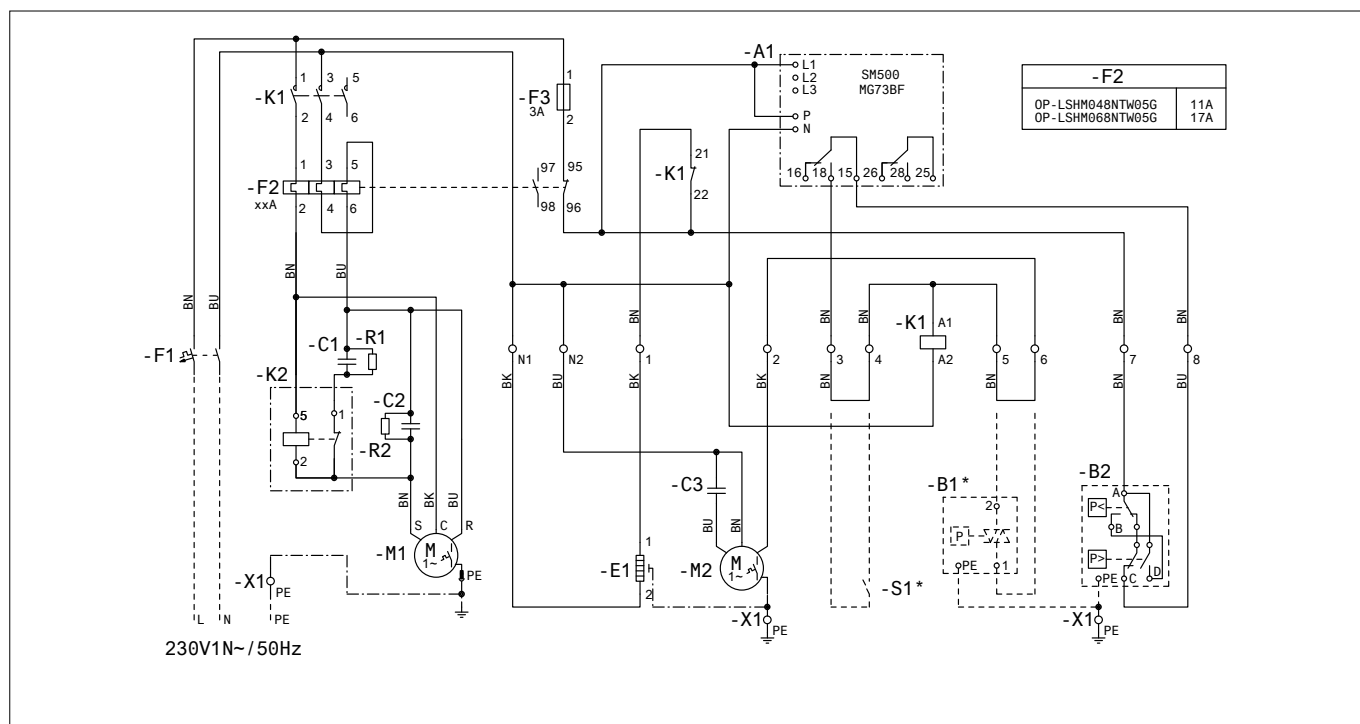 -A1
L1
L2
L3
P
N
SM500
MG73BF
16
18
15
26
28
25
-F2
OP-LSHM048NTW05G 11A
OP-LSHM068NTW05G 17A
-K1
1
3
5
2
4
6
-F3
3A
1
2
-F2
xxA
1
3
5
2
4
6
97
95
98
96
-K1
21
22
BN
BU
BN
BU
BN
BN
BN
-K1
A1
A2
BN
BN
BN
BN
-F1
-C1
-R1
N1
N2
1
2
3
4
5
6
7
8
BK
BU
BK
BK
BN
BN
BN
BN
BN
BU
-K2
5
1
2
-C2
-R2
BN
BK
BU
S
C
R
-M1
M
1~
PE
-X1
PE
L
N
PE
230V1N~/50Hz
-C3
BU
BN
-E1
1
2
-M2
M
1~
-X1
PE
-S1*
-B1*
2
P
PE
1
-B2
A
P<
B
P>
PE
C
D
-X1
PE